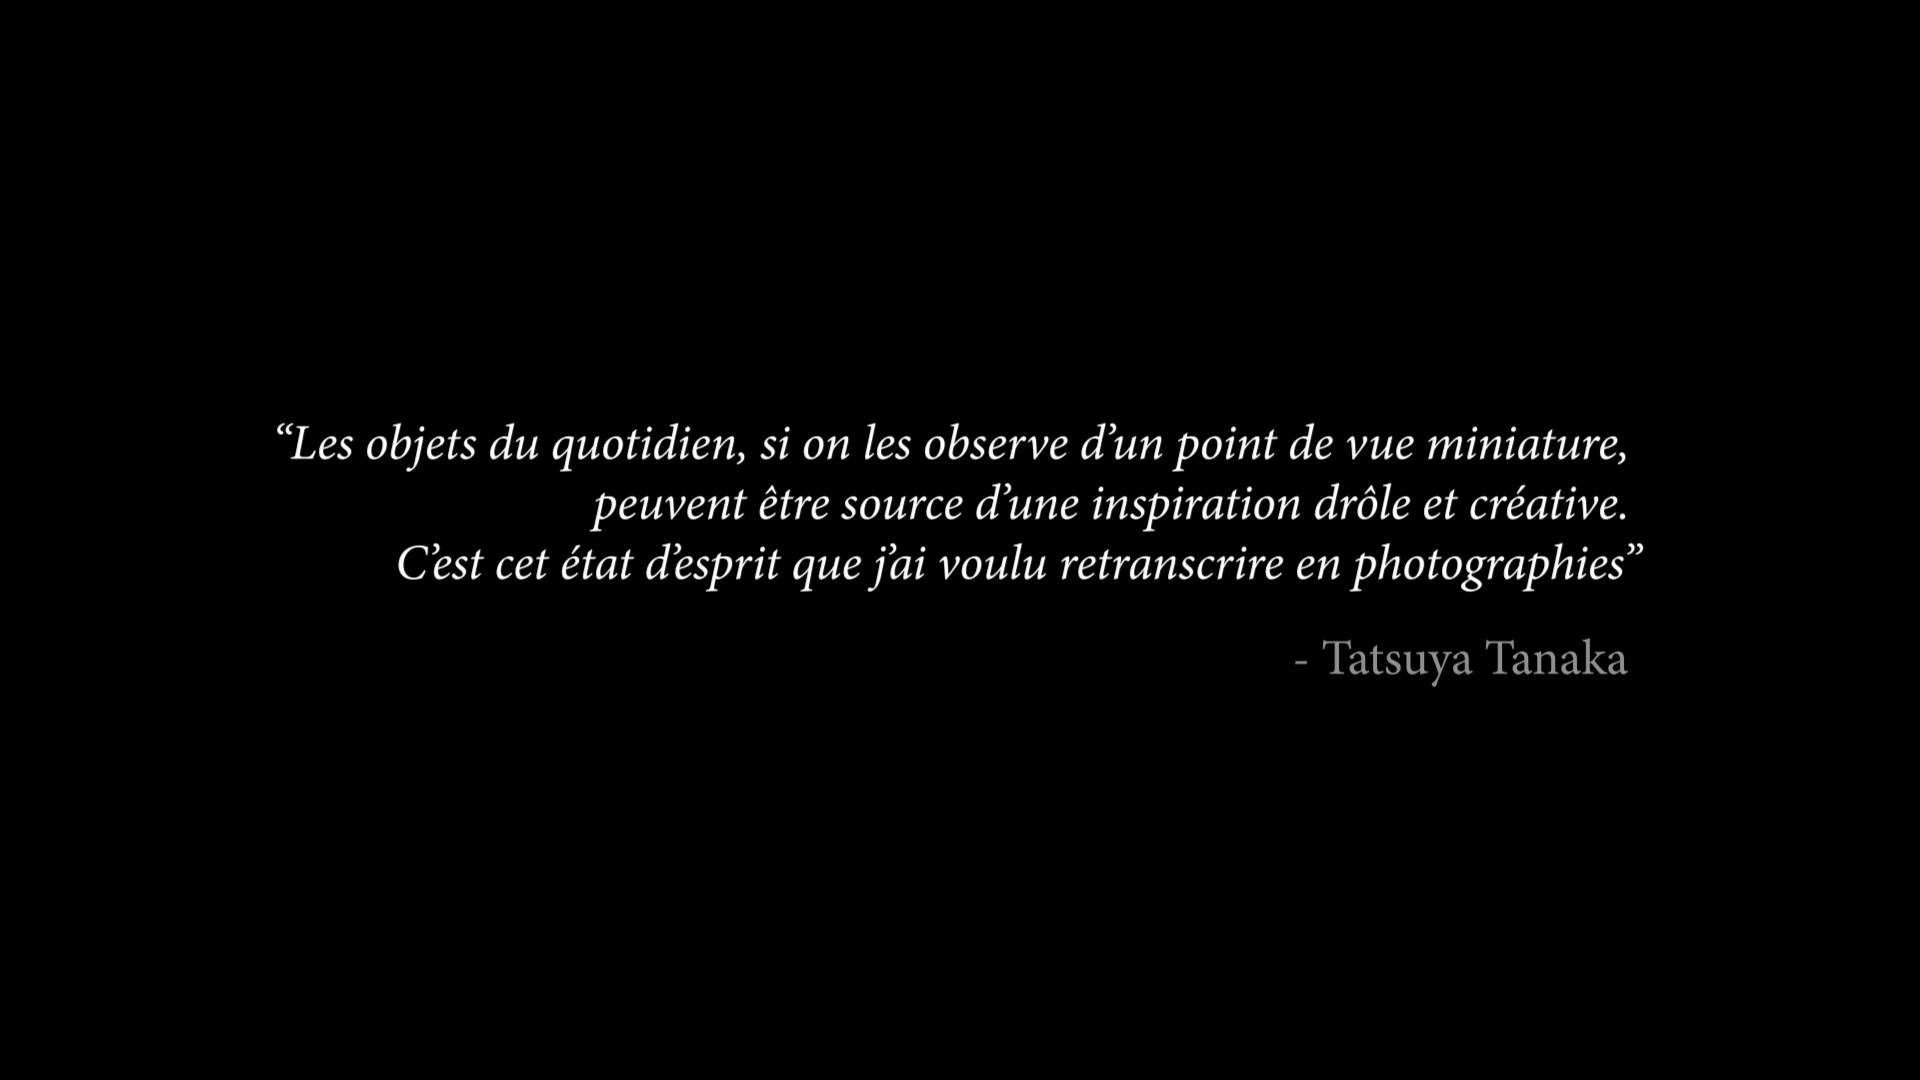 “Les objets du quotidien, si on les observe d’un point de vue miniature,
peuvent être source d’une inspiration drôle et créative.
C’est cet état d’esprit que j’ai voulu retranscrire en photographies”
- Tatsuya Tanaka